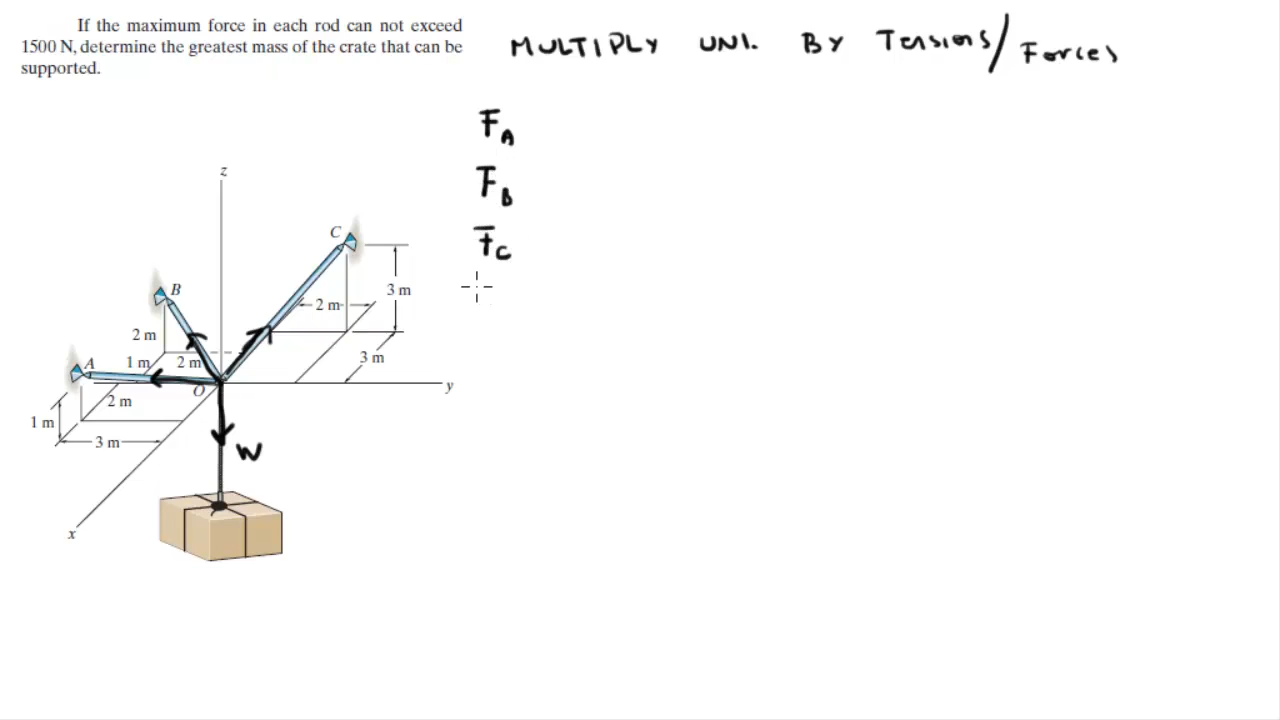 If the maximum force in each rod can not exceed
1500 N, determine the greatest mass of the crate that can be
supported.
MULTIPLY UNI. BY Tensions/Forces
FA
FB
FC
z
C
B
3 m
2 m
2 m
A
1 m
2 m
3 m
O
y
2 m
1 m
3 m
W
x